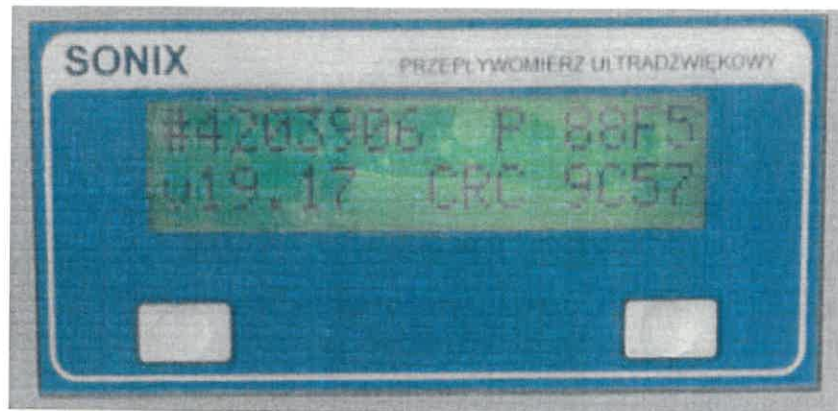 SONIX
PRZEPŁYWOMIERZ ULTRADŹWIĘKOWY
#4203906 P 88F5
v19.17 CRC 9C57